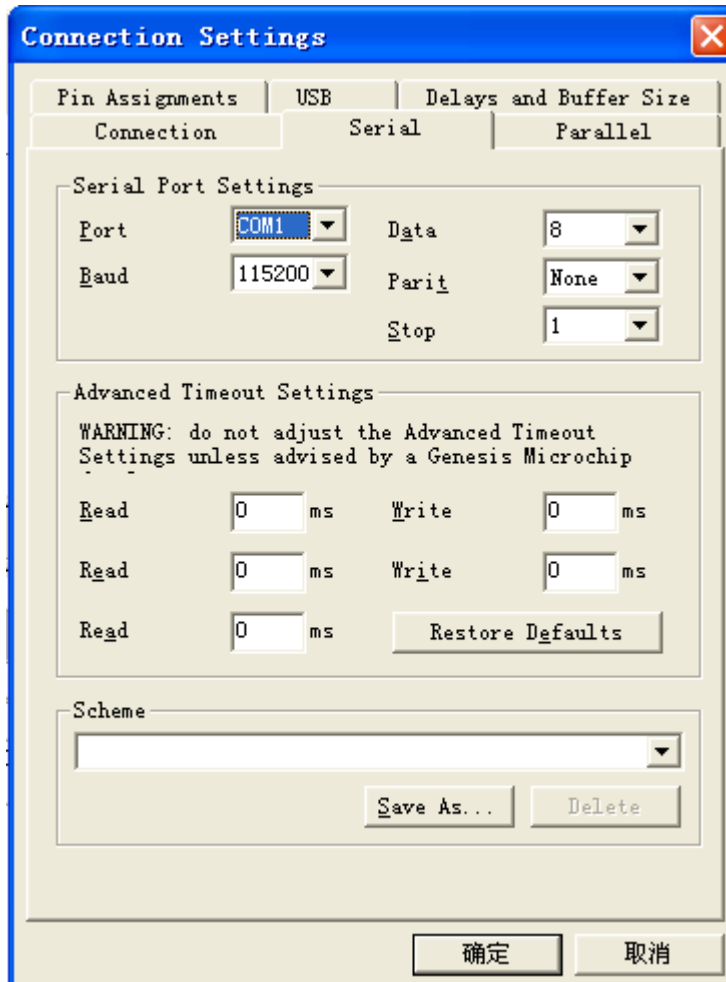 Connection Settings
Pin Assignments USB Delays and Buffer Size
Connection Serial Parallel
Serial Port Settings
Port COM1 Data 8
Baud 115200 Parit None
Stop 1
Advanced Timeout Settings
WARNING: do not adjust the Advanced Timeout
Settings unless advised by a Genesis Microchip
Read 0 ms Write 0 ms
Read 0 ms Write 0 ms
Read 0 ms Restore Defaults
Scheme
Save As... Delete
确定 取消